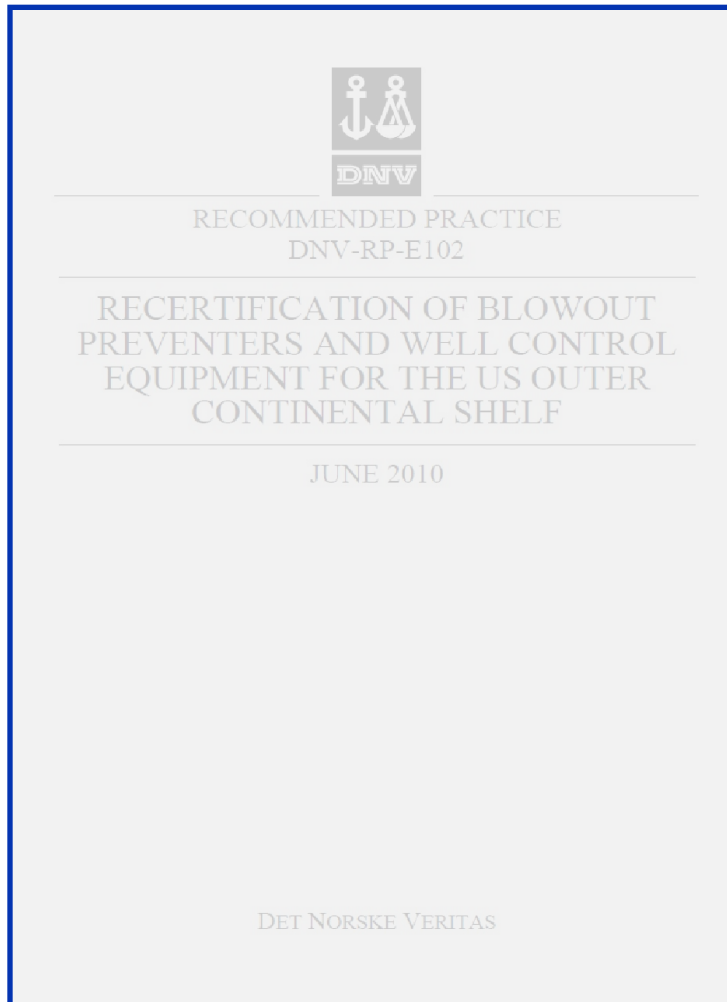 DNV
RECOMMENDED PRACTICE
DNV-RP-E102
RECERTIFICATION OF BLOWOUT
PREVENTERS AND WELL CONTROL
EQUIPMENT FOR THE US OUTER
CONTINENTAL SHELF
JUNE 2010
DET NORSKE VERITAS